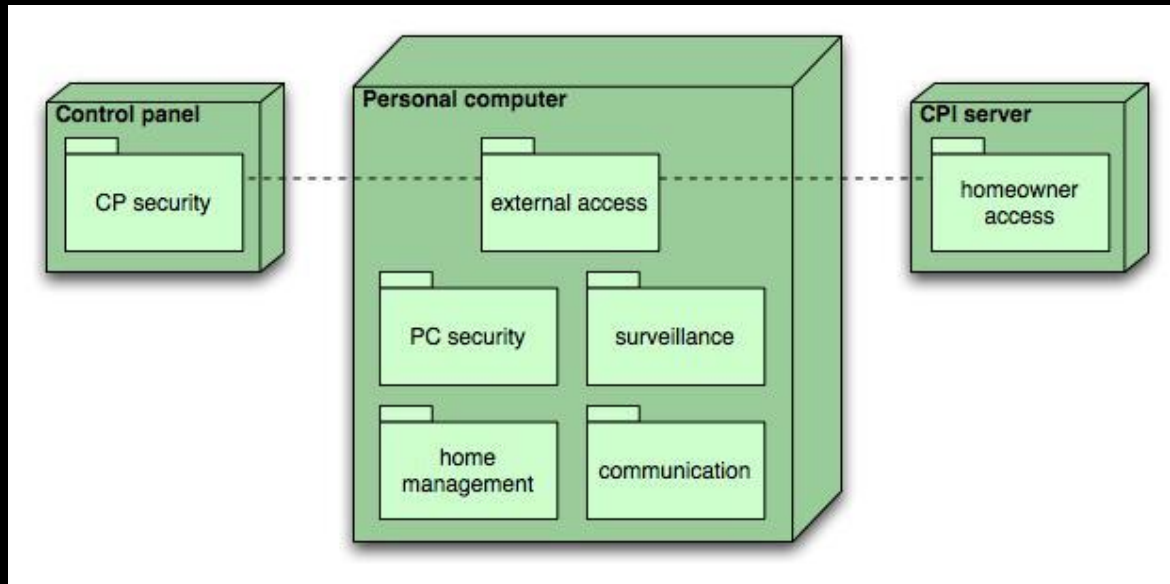 Control panel
CP security
Personal computer
external access
PC security
surveillance
home
management
communication
CPI server
homeowner
access